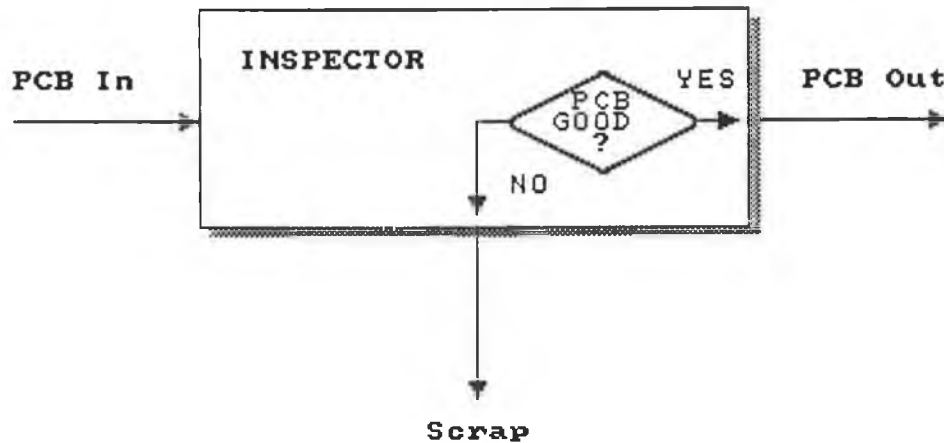 INSPECTOR
PCB In
YES
PCB Out
PCB
GOOD
?
NO
Scrap